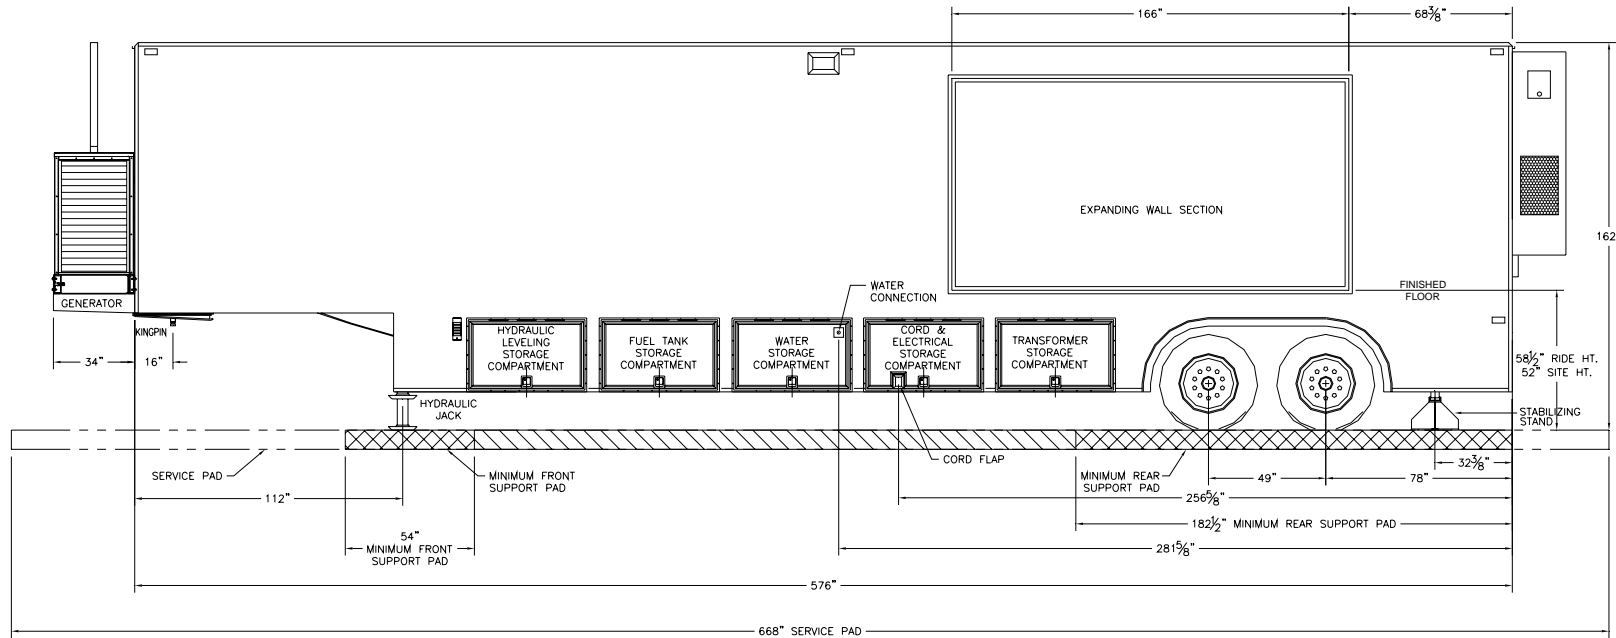 166"
68⅜"
162
EXPANDING WALL SECTION
WATER
CONNECTION
FINISHED
FLOOR
GENERATOR
KINGPIN
34"
16"
HYDRAULIC
LEVELING
STORAGE
COMPARTMENT
FUEL TANK
STORAGE
COMPARTMENT
WATER
STORAGE
COMPARTMENT
CORD &
ELECTRICAL
STORAGE
COMPARTMENT
TRANSFORMER
STORAGE
COMPARTMENT
58½" RIDE HT.
52" SITE HT.
HYDRAULIC
JACK
STABILIZING
STAND
CORD FLAP
32⅜"
SERVICE PAD
MINIMUM FRONT
SUPPORT PAD
MINIMUM REAR
SUPPORT PAD
49"
78"
112"
256⅝"
182½" MINIMUM REAR SUPPORT PAD
54"
MINIMUM FRONT
SUPPORT PAD
281⅝"
576"
668" SERVICE PAD